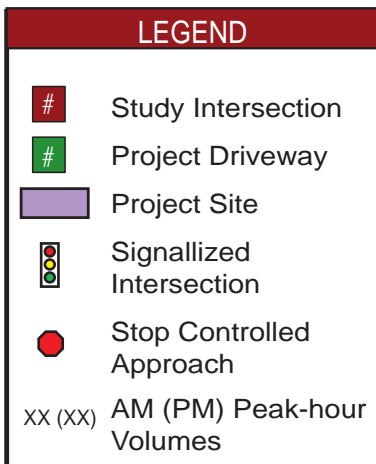 LEGEND
# Study Intersection
# Project Driveway
Project Site
Signallized
Intersection
Stop Controlled
Approach
XX (XX) AM (PM) Peak-hour
Volumes